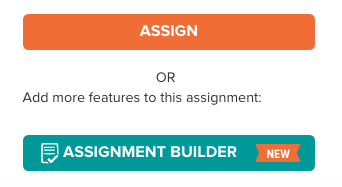 ASSIGN
OR
Add more features to this assignment:
ASSIGNMENT BUILDER NEW